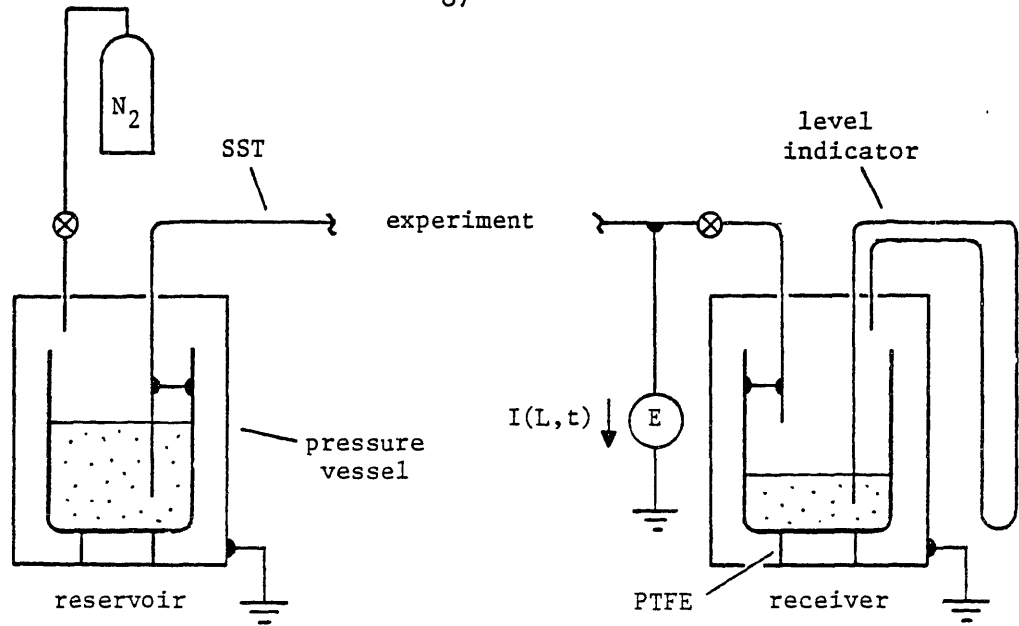 N₂
SST
level
indicator
experiment
I(L,t)
E
pressure
vessel
reservoir
PTFE
receiver